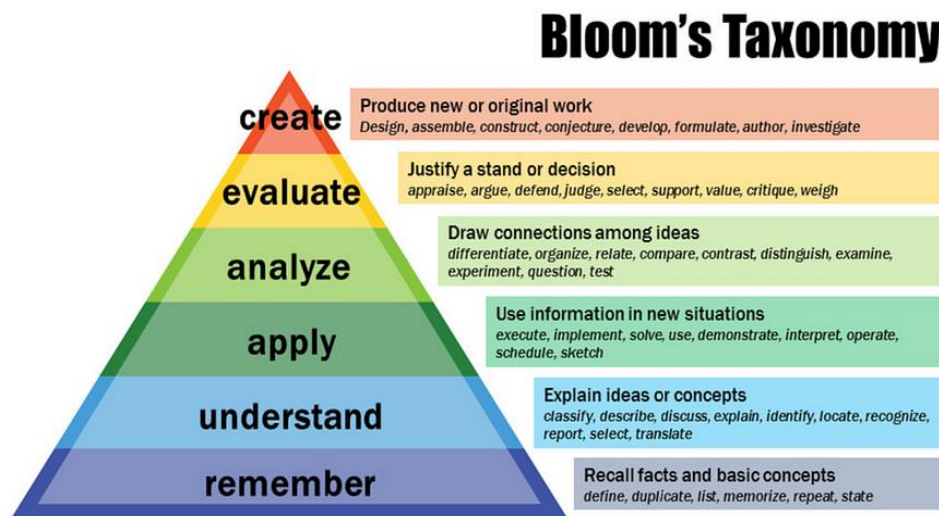 Bloom's Taxonomy
create
Produce new or original work
Design, assemble, construct, conjecture, develop, formulate, author, investigate
evaluate
Justify a stand or decision
appraise, argue, defend, judge, select, support, value, critique, weigh
analyze
Draw connections among ideas
differentiate, organize, relate, compare, contrast, distinguish, examine,
experiment, question, test
apply
Use information in new situations
execute, implement, solve, use, demonstrate, interpret, operate,
schedule, sketch
understand
Explain ideas or concepts
classify, describe, discuss, explain, identify, locate, recognize,
report, select, translate
remember
Recall facts and basic concepts
define, duplicate, list, memorize, repeat, state